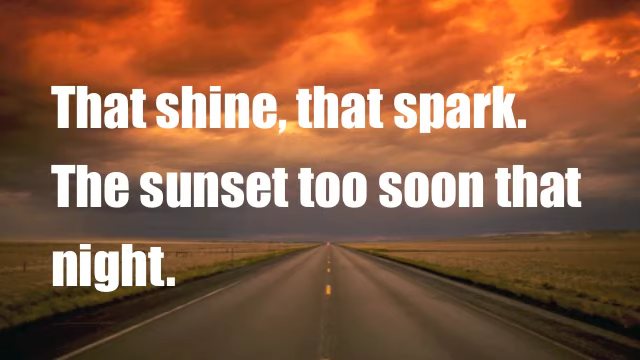 That shine, that spark.
The sunset too soon that
night.